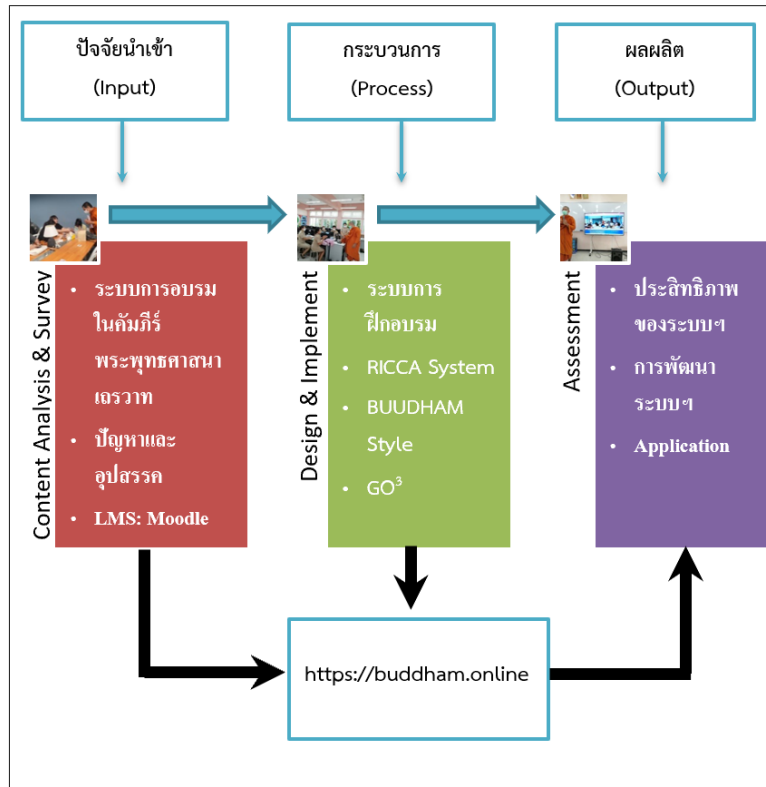 ปัจจัยนำเข้า
(Input)
กระบวนการ
(Process)
ผลผลิต
(Output)
Content Analysis & Survey
• ระบบการอบรม
ในคัมภีร์
พระพุทธศาสนา
เถรวาท
• ปัญหาและ
อุปสรรค
• LMS: Moodle
Design & Implement
• ระบบการ
ฝึกอบรม
• RICCA System
• BUUDHAM
Style
• GO³
Assessment
• ประสิทธิภาพ
ของระบบฯ
• การพัฒนา
ระบบฯ
• Application
https://buddham.online